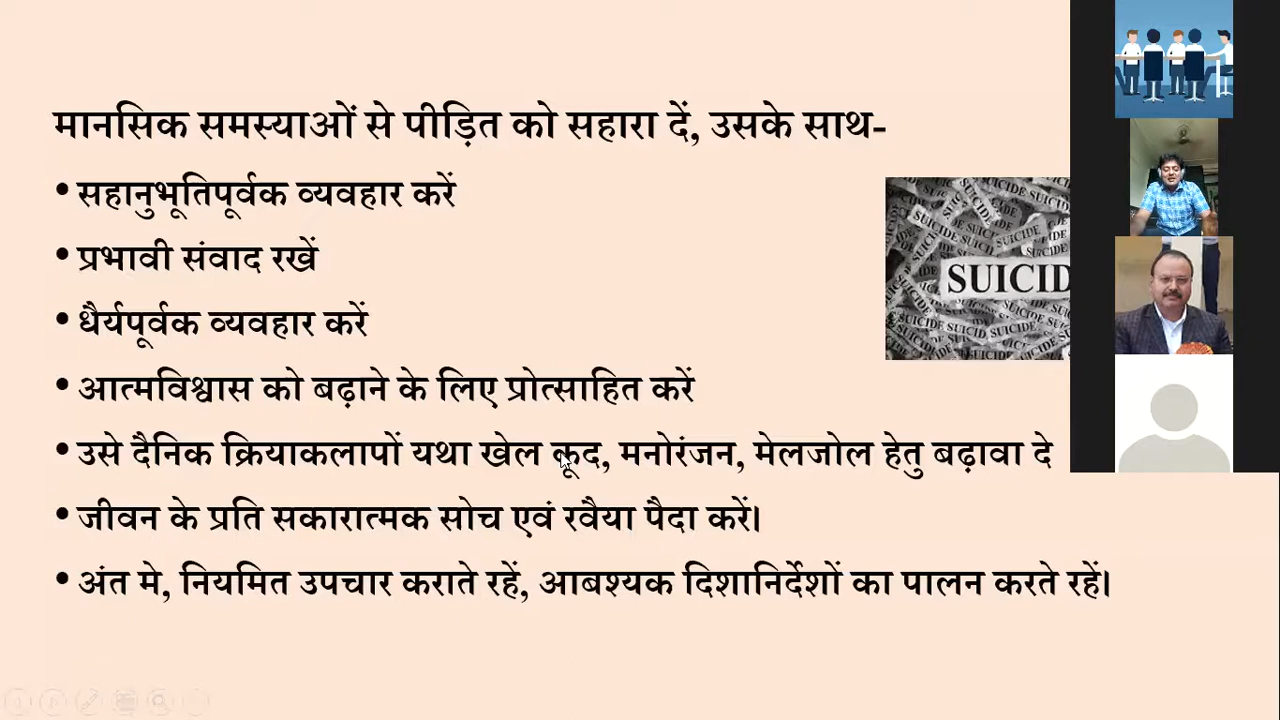 मानसिक समस्याओं से पीड़ित को सहारा दें, उसके साथ-
• सहानुभूतिपूर्वक व्यवहार करें
• प्रभावी संवाद रखें
• धैर्यपूर्वक व्यवहार करें
• आत्मविश्वास को बढ़ाने के लिए प्रोत्साहित करें
• उसे दैनिक क्रियाकलापों यथा खेल कूद, मनोरंजन, मेलजोल हेतु बढ़ावा दे
• जीवन के प्रति सकारात्मक सोच एवं रवैया पैदा करें।
• अंत मे, नियमित उपचार कराते रहें, आबश्यक दिशानिर्देशों का पालन करते रहें।
SUICID